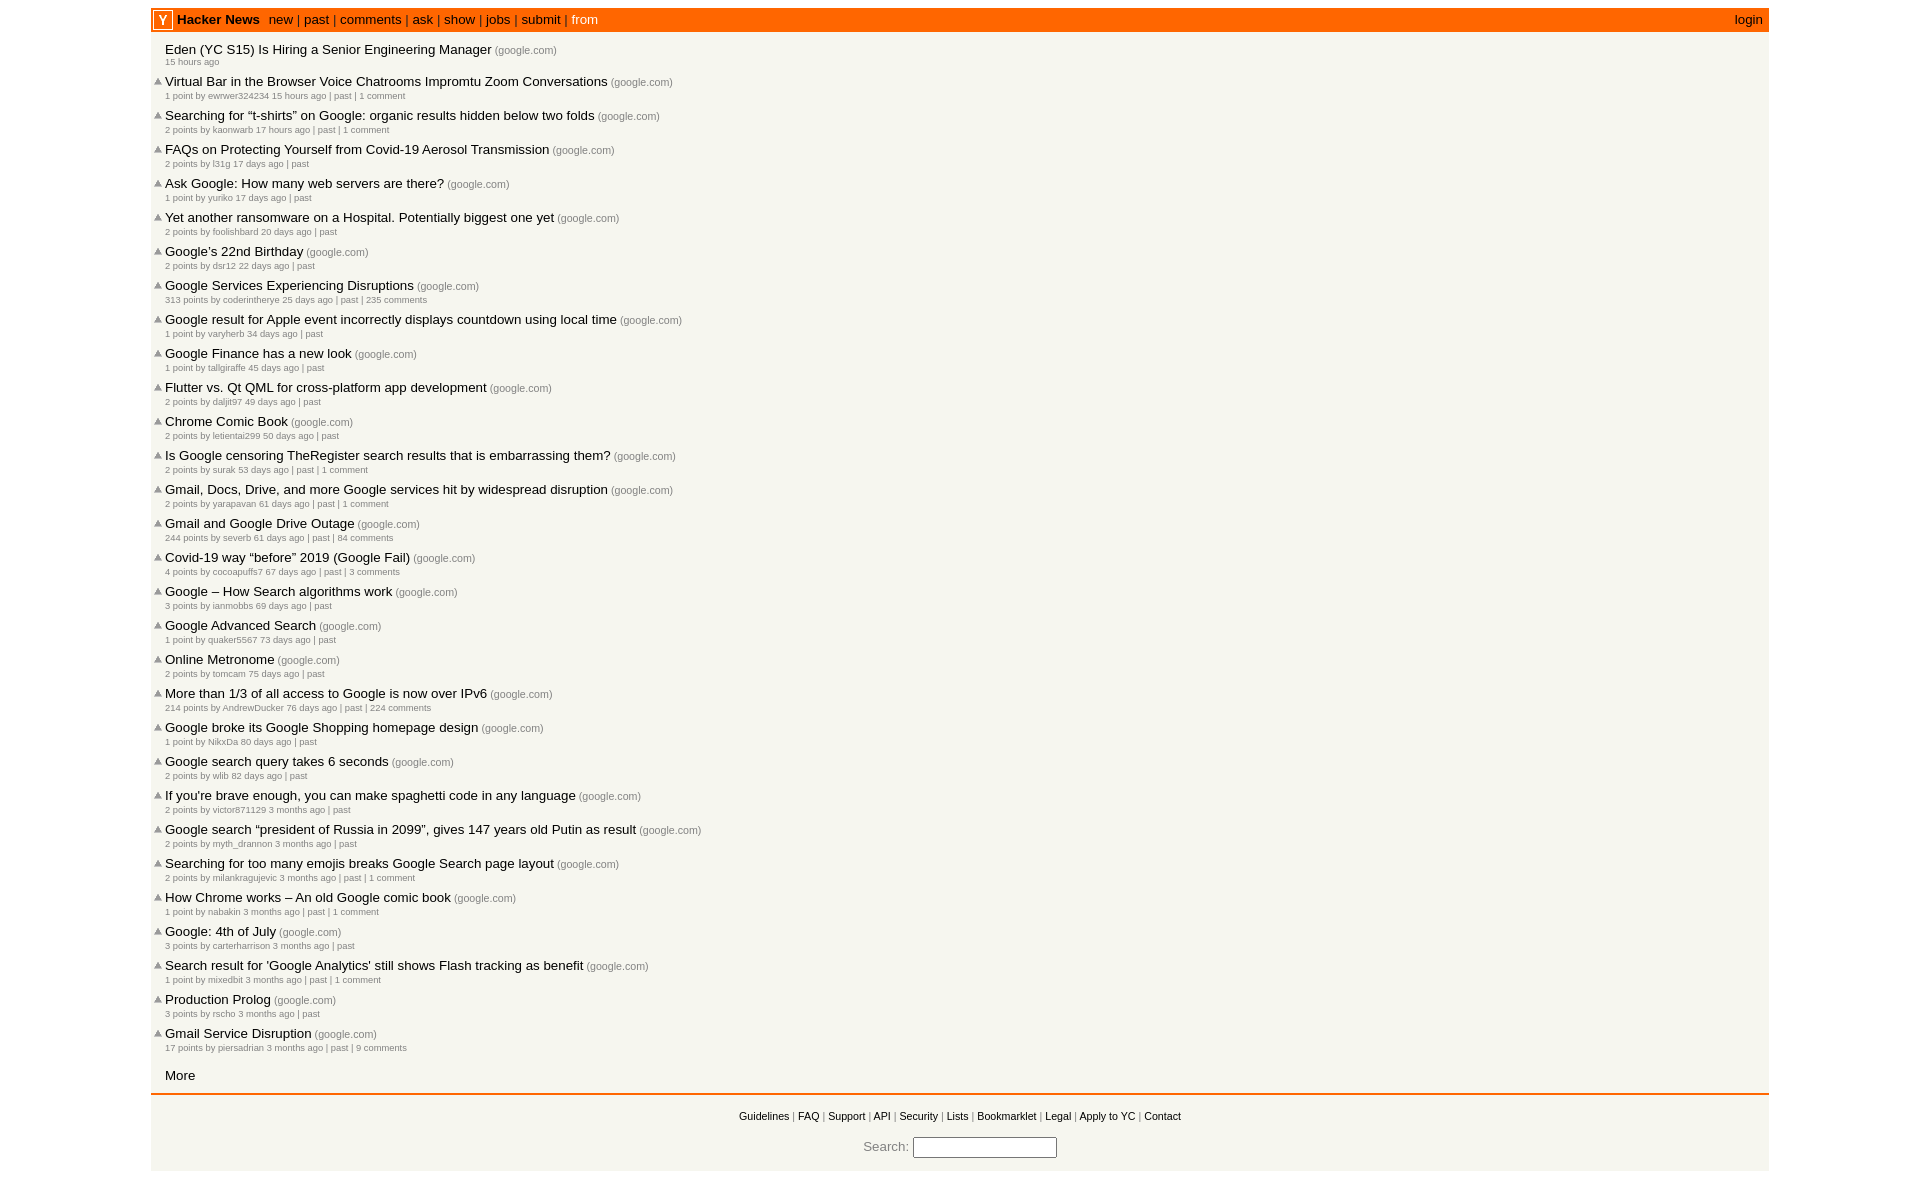 Y Hacker News new | past | comments | ask | show | jobs | submit | from login
Eden (YC S15) Is Hiring a Senior Engineering Manager (google.com)
15 hours ago
Virtual Bar in the Browser Voice Chatrooms Impromtu Zoom Conversations (google.com)
1 point by ewrwer324234 15 hours ago | past | 1 comment
Searching for “t-shirts” on Google: organic results hidden below two folds (google.com)
2 points by kaonwarb 17 hours ago | past | 1 comment
FAQs on Protecting Yourself from Covid-19 Aerosol Transmission (google.com)
2 points by l31g 17 days ago | past
Ask Google: How many web servers are there? (google.com)
1 point by yuriko 17 days ago | past
Yet another ransomware on a Hospital. Potentially biggest one yet (google.com)
2 points by foolishbard 20 days ago | past
Google’s 22nd Birthday (google.com)
2 points by dsr12 22 days ago | past
Google Services Experiencing Disruptions (google.com)
313 points by coderintherye 25 days ago | past | 235 comments
Google result for Apple event incorrectly displays countdown using local time (google.com)
1 point by varyherb 34 days ago | past
Google Finance has a new look (google.com)
1 point by tallgiraffe 45 days ago | past
Flutter vs. Qt QML for cross-platform app development (google.com)
2 points by daljit97 49 days ago | past
Chrome Comic Book (google.com)
2 points by letientai299 50 days ago | past
Is Google censoring TheRegister search results that is embarrassing them? (google.com)
2 points by surak 53 days ago | past | 1 comment
Gmail, Docs, Drive, and more Google services hit by widespread disruption (google.com)
2 points by yarapavan 61 days ago | past | 1 comment
Gmail and Google Drive Outage (google.com)
244 points by severb 61 days ago | past | 84 comments
Covid-19 way “before” 2019 (Google Fail) (google.com)
4 points by cocoapuffs7 67 days ago | past | 3 comments
Google – How Search algorithms work (google.com)
3 points by ianmobbs 69 days ago | past
Google Advanced Search (google.com)
1 point by quaker5567 73 days ago | past
Online Metronome (google.com)
2 points by tomcam 75 days ago | past
More than 1/3 of all access to Google is now over IPv6 (google.com)
214 points by AndrewDucker 76 days ago | past | 224 comments
Google broke its Google Shopping homepage design (google.com)
1 point by NikxDa 80 days ago | past
Google search query takes 6 seconds (google.com)
2 points by wlib 82 days ago | past
If you're brave enough, you can make spaghetti code in any language (google.com)
2 points by victor871129 3 months ago | past
Google search “president of Russia in 2099”, gives 147 years old Putin as result (google.com)
2 points by myth_drannon 3 months ago | past
Searching for too many emojis breaks Google Search page layout (google.com)
2 points by milankragujevic 3 months ago | past | 1 comment
How Chrome works – An old Google comic book (google.com)
1 point by nabakin 3 months ago | past | 1 comment
Google: 4th of July (google.com)
3 points by carterharrison 3 months ago | past
Search result for 'Google Analytics' still shows Flash tracking as benefit (google.com)
1 point by mixedbit 3 months ago | past | 1 comment
Production Prolog (google.com)
3 points by rscho 3 months ago | past
Gmail Service Disruption (google.com)
17 points by piersadrian 3 months ago | past | 9 comments
More
Guidelines | FAQ | Support | API | Security | Lists | Bookmarklet | Legal | Apply to YC | Contact
Search: